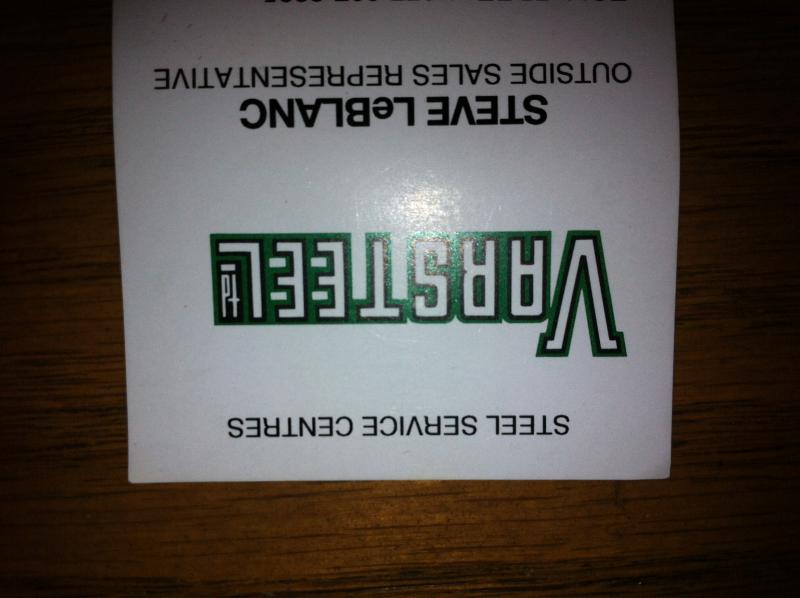 STEEL SERVICE CENTRES
VARSTEEL Ltd
STEVE LeBLANC
OUTSIDE SALES REPRESENTATIVE